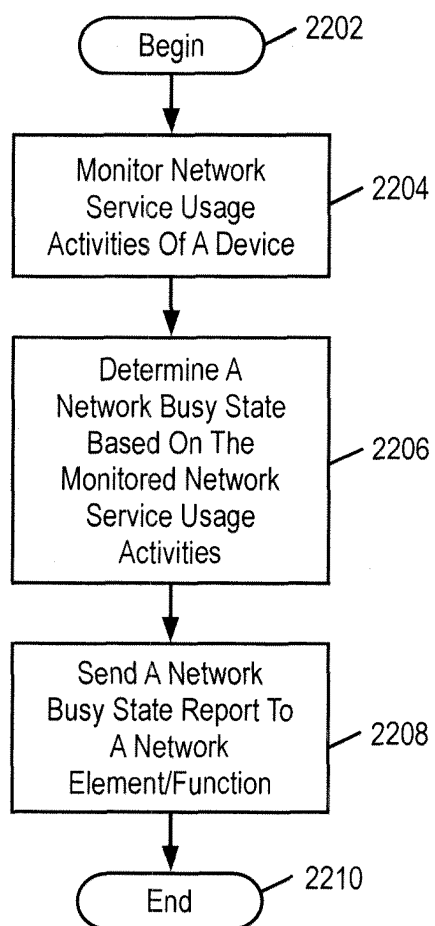 Begin
2202
Monitor Network
Service Usage
Activities Of A Device
2204
Determine A
Network Busy State
Based On The
Monitored Network
Service Usage
Activities
2206
Send A Network
Busy State Report To
A Network
Element/Function
2208
End
2210